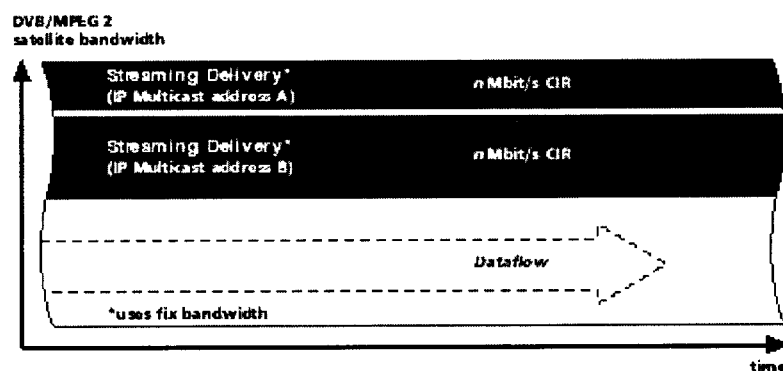 DVB/MPEG 2
satellite bandwidth
Streaming Delivery*
(IP Multicast address A)
n Mbit/s CIR
Streaming Delivery*
(IP Multicast address B)
n Mbit/s CIR
Dataflow
*uses fix bandwidth
time